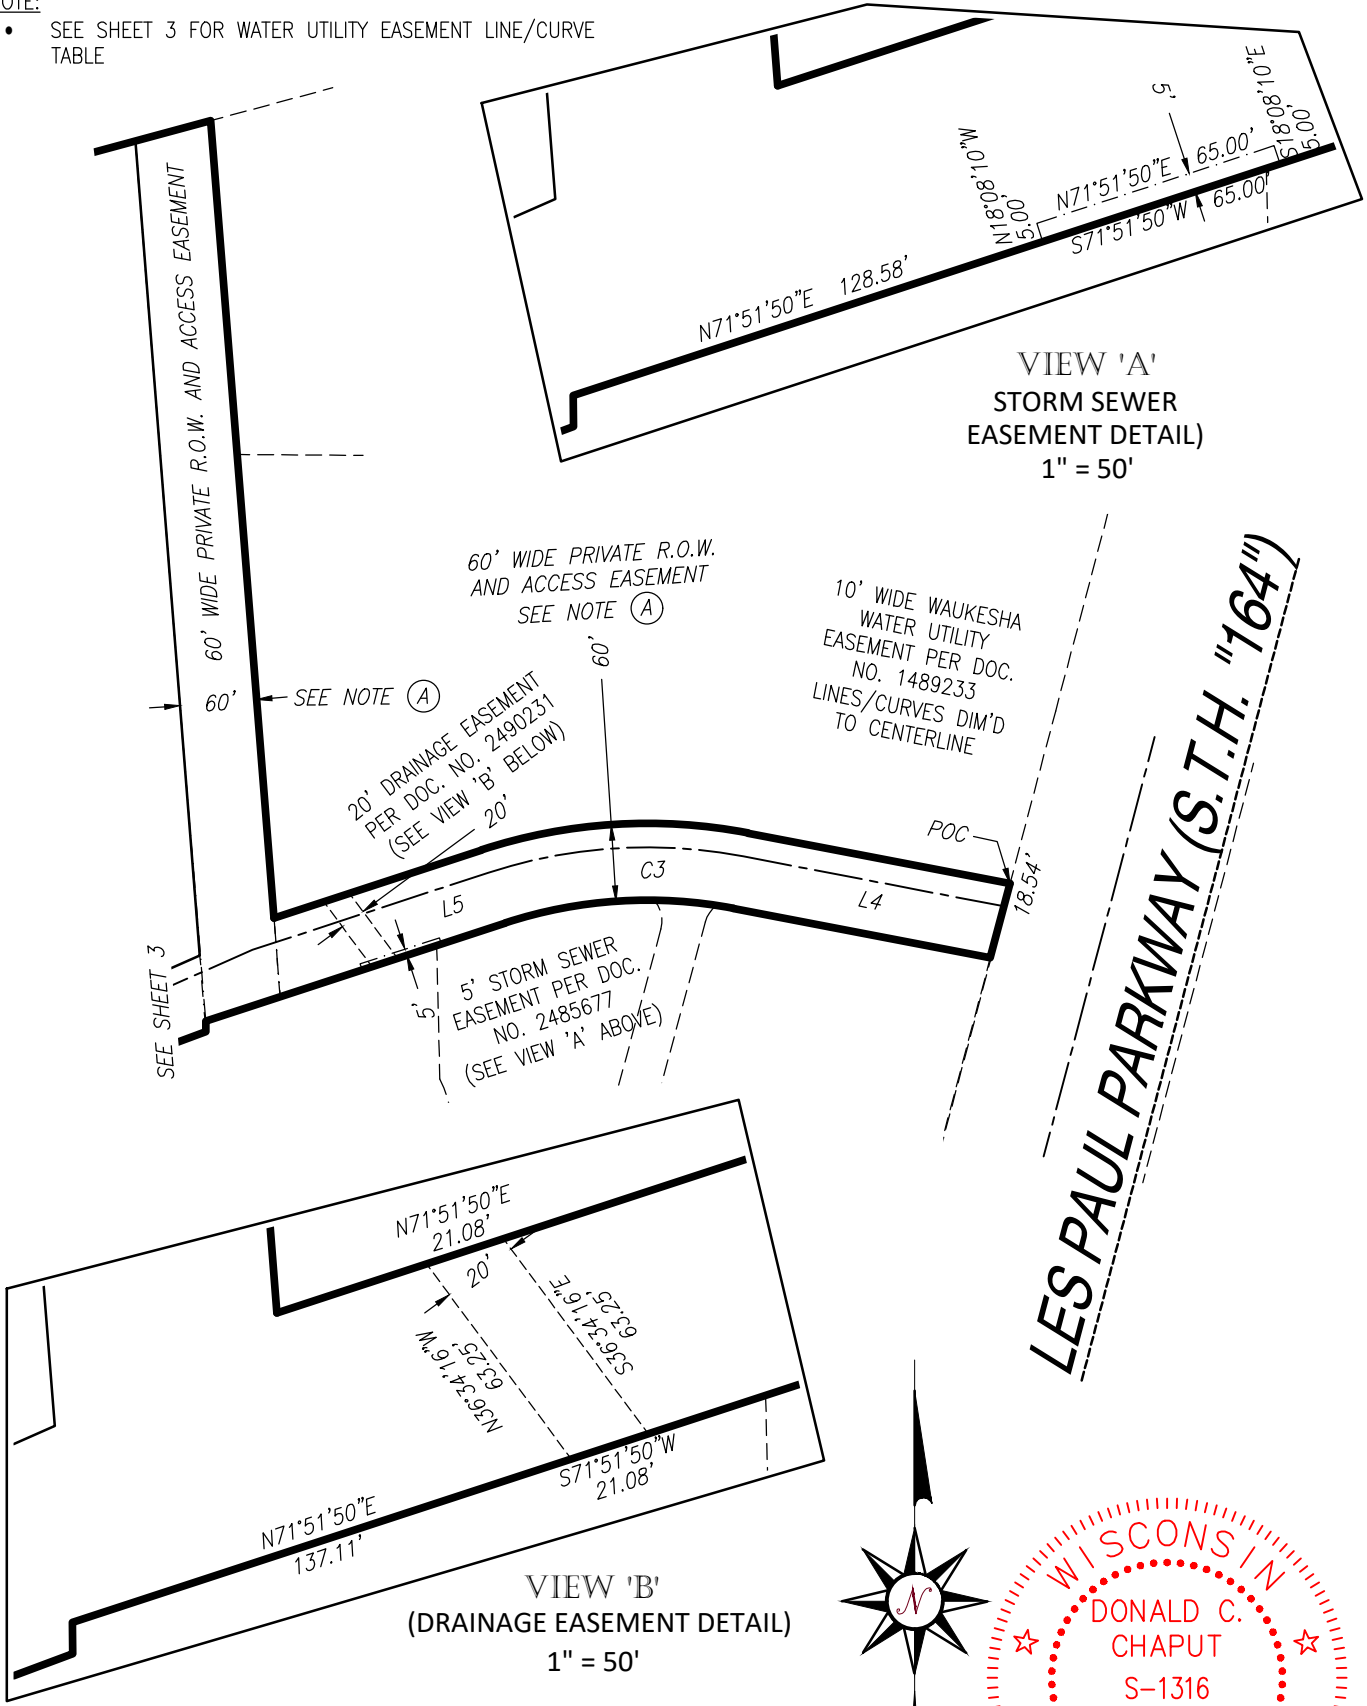 OTE:
• SEE SHEET 3 FOR WATER UTILITY EASEMENT LINE/CURVE
TABLE
N18°08'10"W
5.00'
N71°51'50"E 65.00'
S71°51'50"W 65.00'
5'
S18°08'10"E
5.00'
N71°51'50"E 128.58'
VIEW 'A'
STORM SEWER
EASEMENT DETAIL)
1" = 50'
60' WIDE PRIVATE R.O.W. AND ACCESS EASEMENT
60'
SEE NOTE A
60' WIDE PRIVATE R.O.W.
AND ACCESS EASEMENT
SEE NOTE A
60'
10' WIDE WAUKESHA
WATER UTILITY
EASEMENT PER DOC.
NO. 1489233
LINES/CURVES DIM'D
TO CENTERLINE
20' DRAINAGE EASEMENT
PER DOC. NO. 2490231
(SEE VIEW 'B' BELOW)
20'
POC
18.54'
C3
L4
L5
SEE SHEET 3
5'
5' STORM SEWER
EASEMENT PER DOC.
NO. 2485677
(SEE VIEW 'A' ABOVE)
LES PAUL PARKWAY (S.T.H. "164")
N71°51'50"E
21.08'
20'
N36°34'16"W
63.25'
S36°34'16"E
63.25'
S71°51'50"W
21.08'
N71°51'50"E
137.11'
VIEW 'B'
(DRAINAGE EASEMENT DETAIL)
1" = 50'
N
WISCONSIN
DONALD C.
CHAPUT
S-1316